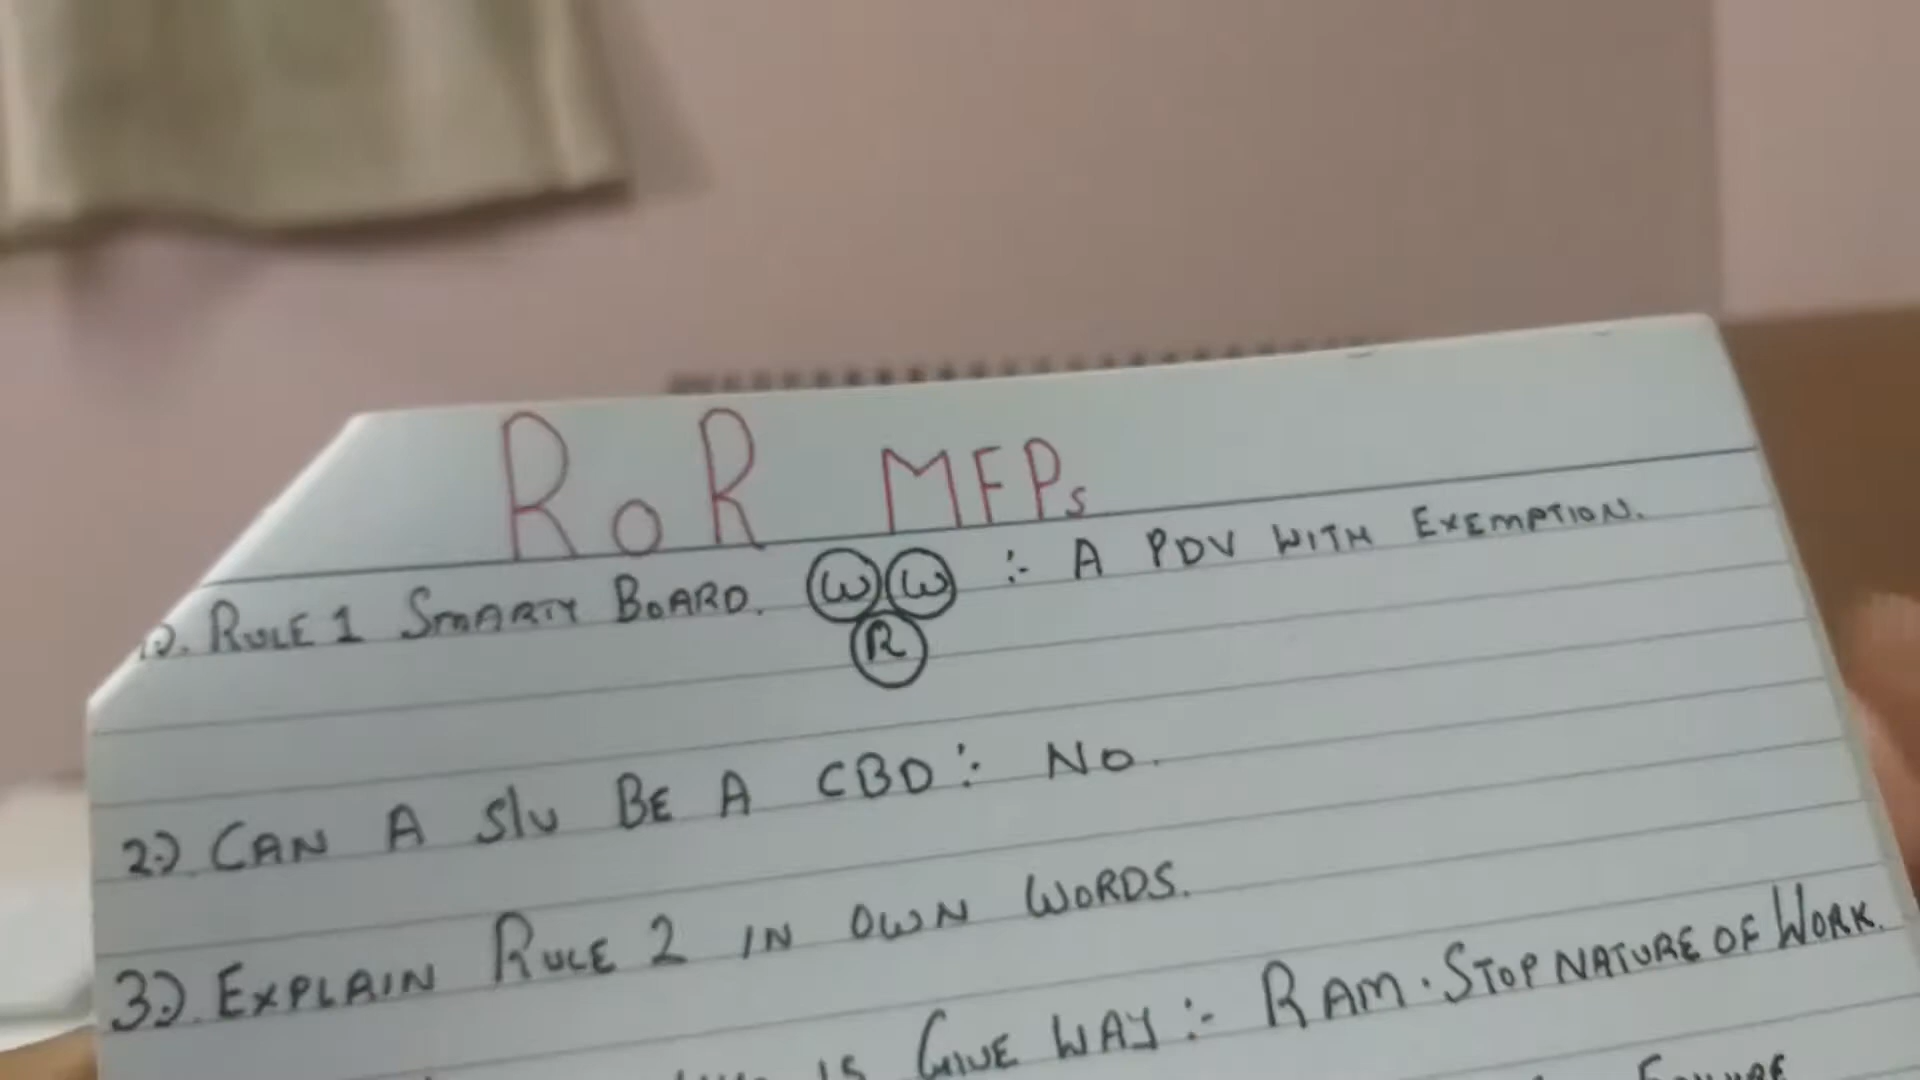 RoR MFPs
1). RULE 1 SMARTY BOARD. W W R :- A PDV WITH EXEMPTION.
2.) CAN A S/V BE A CBD :- NO.
3.) EXPLAIN RULE 2 IN OWN WORDS.
IS GIVE WAY :- RAM. STOP NATURE OF WORK.